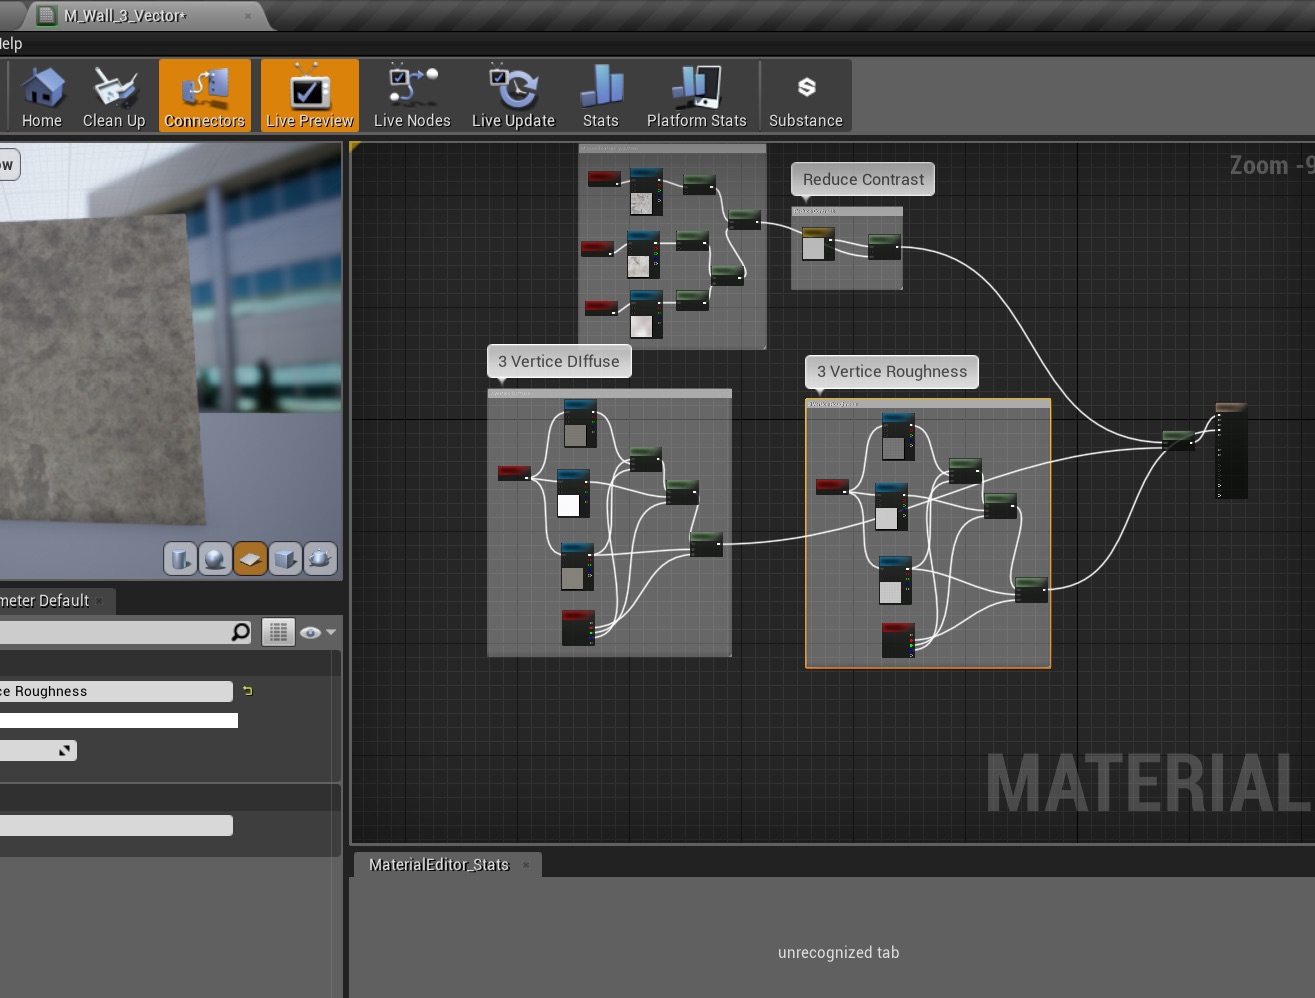 M_Wall_3_Vector*
Help
Home
Clean Up
Connectors
Live Preview
Live Nodes
Live Update
Stats
Platform Stats
Substance
ow
Zoom -9
Reduce Contrast
3 Vertice DIffuse
3 Vertice Roughness
meter Default
ce Roughness
MATERIAL
MaterialEditor_Stats
unrecognized tab